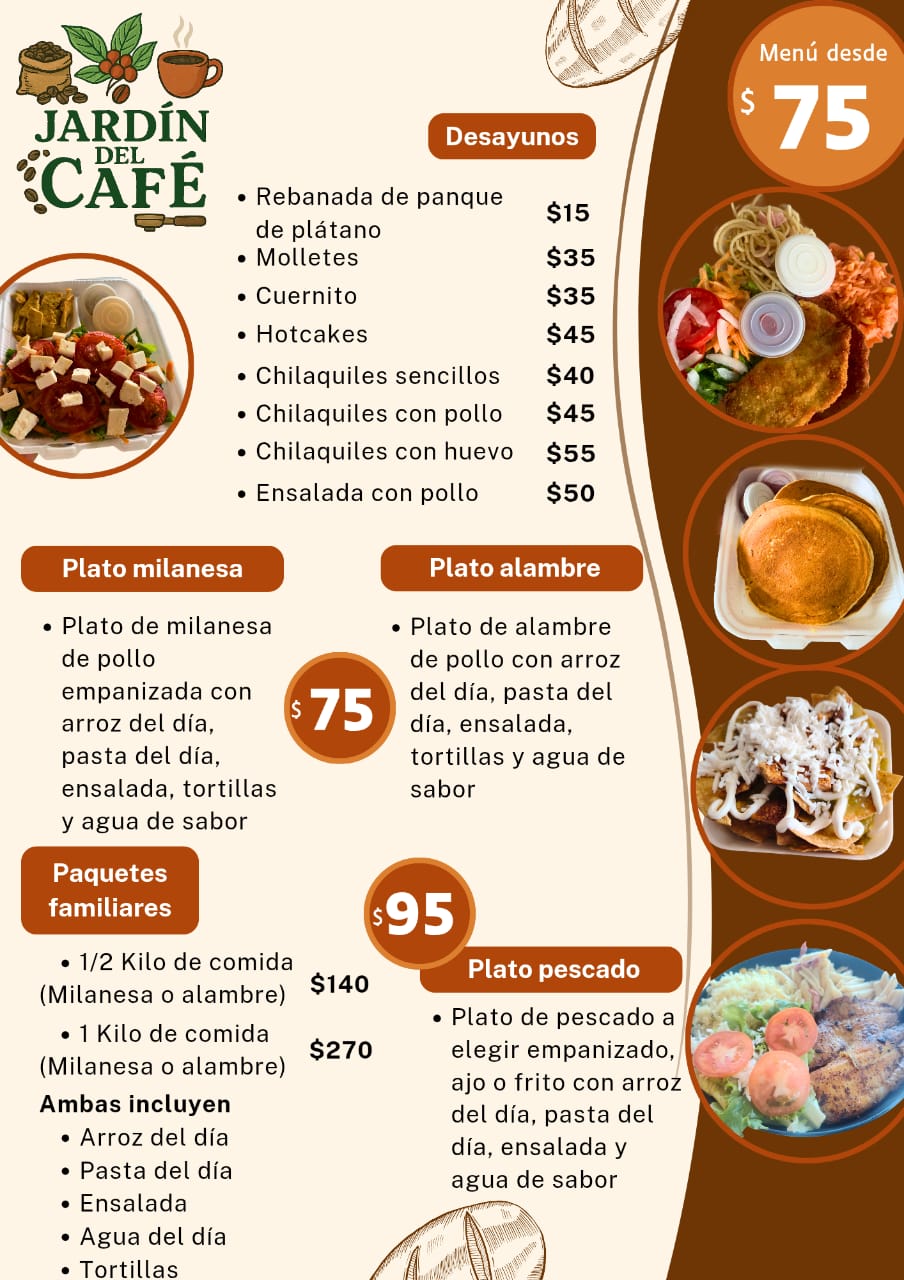 JARDÍN
DEL
CAFÉ
Menú desde
$ 75
Desayunos
• Rebanada de panque
de plátano $15
• Molletes $35
• Cuernito $35
• Hotcakes $45
• Chilaquiles sencillos $40
• Chilaquiles con pollo $45
• Chilaquiles con huevo $55
• Ensalada con pollo $50
Plato milanesa
• Plato de milanesa
de pollo
empanizada con
arroz del día,
pasta del día,
ensalada, tortillas
y agua de sabor
$ 75
Plato alambre
• Plato de alambre
de pollo con arroz
del día, pasta del
día, ensalada,
tortillas y agua de
sabor
Paquetes
familiares
• 1/2 Kilo de comida
(Milanesa o alambre) $140
• 1 Kilo de comida
(Milanesa o alambre) $270
Ambas incluyen
• Arroz del día
• Pasta del día
• Ensalada
• Agua del día
• Tortillas
$95
Plato pescado
• Plato de pescado a
elegir empanizado,
ajo o frito con arroz
del día, pasta del
día, ensalada y
agua de sabor